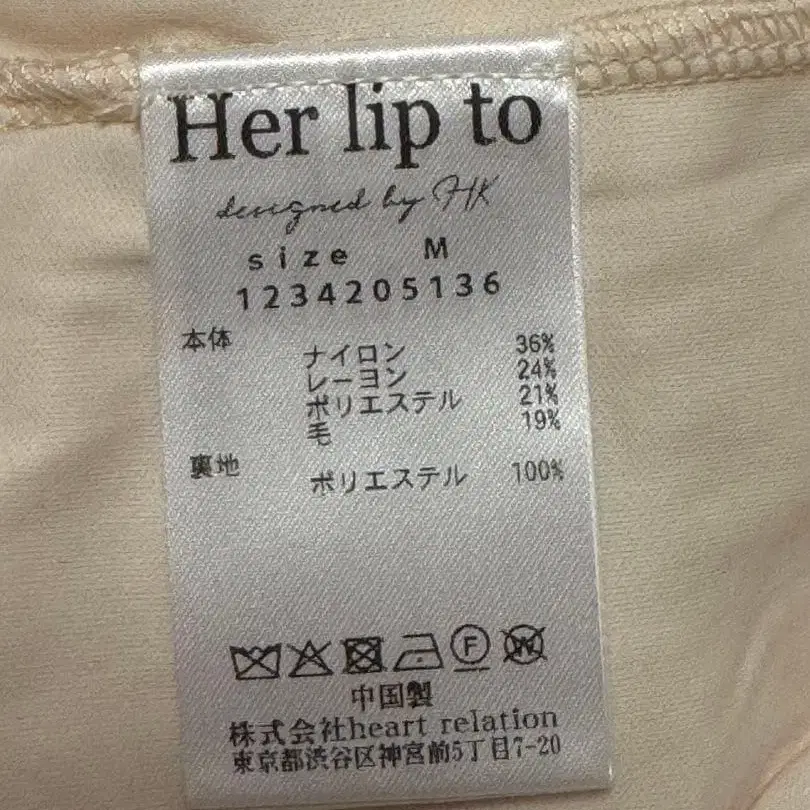 Her lip to
designed by HK
size M
1234205136
本体 ナイロン 36%
レーヨン 24%
ポリエステル 21%
毛 19%
裏地 ポリエステル 100%
F W
中国製
株式会社heart relation
東京都渋谷区神宮前5丁目7-20